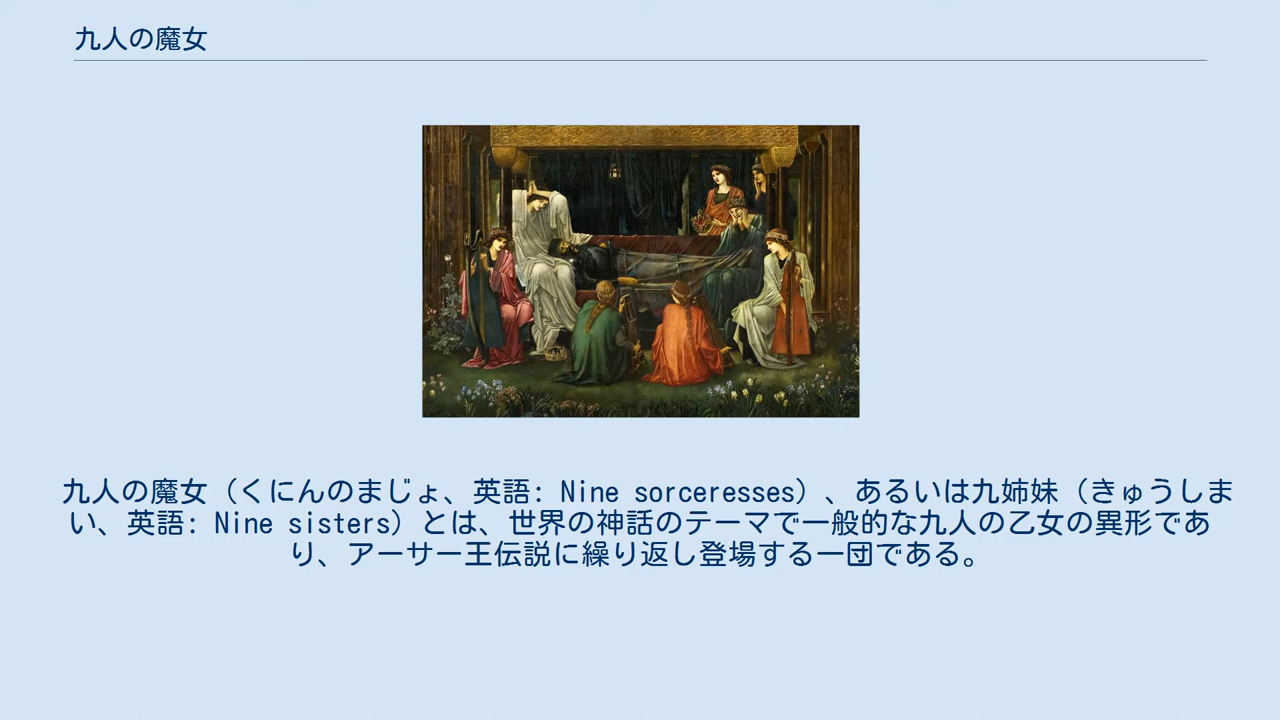 九人の魔女
九人の魔女（くにんのまじょ、英語: Nine sorceresses）、あるいは九姉妹（きゅうしま
い、英語: Nine sisters）とは、世界の神話のテーマで一般的な九人の乙女の異形であ
り、アーサー王伝説に繰り返し登場する一団である。